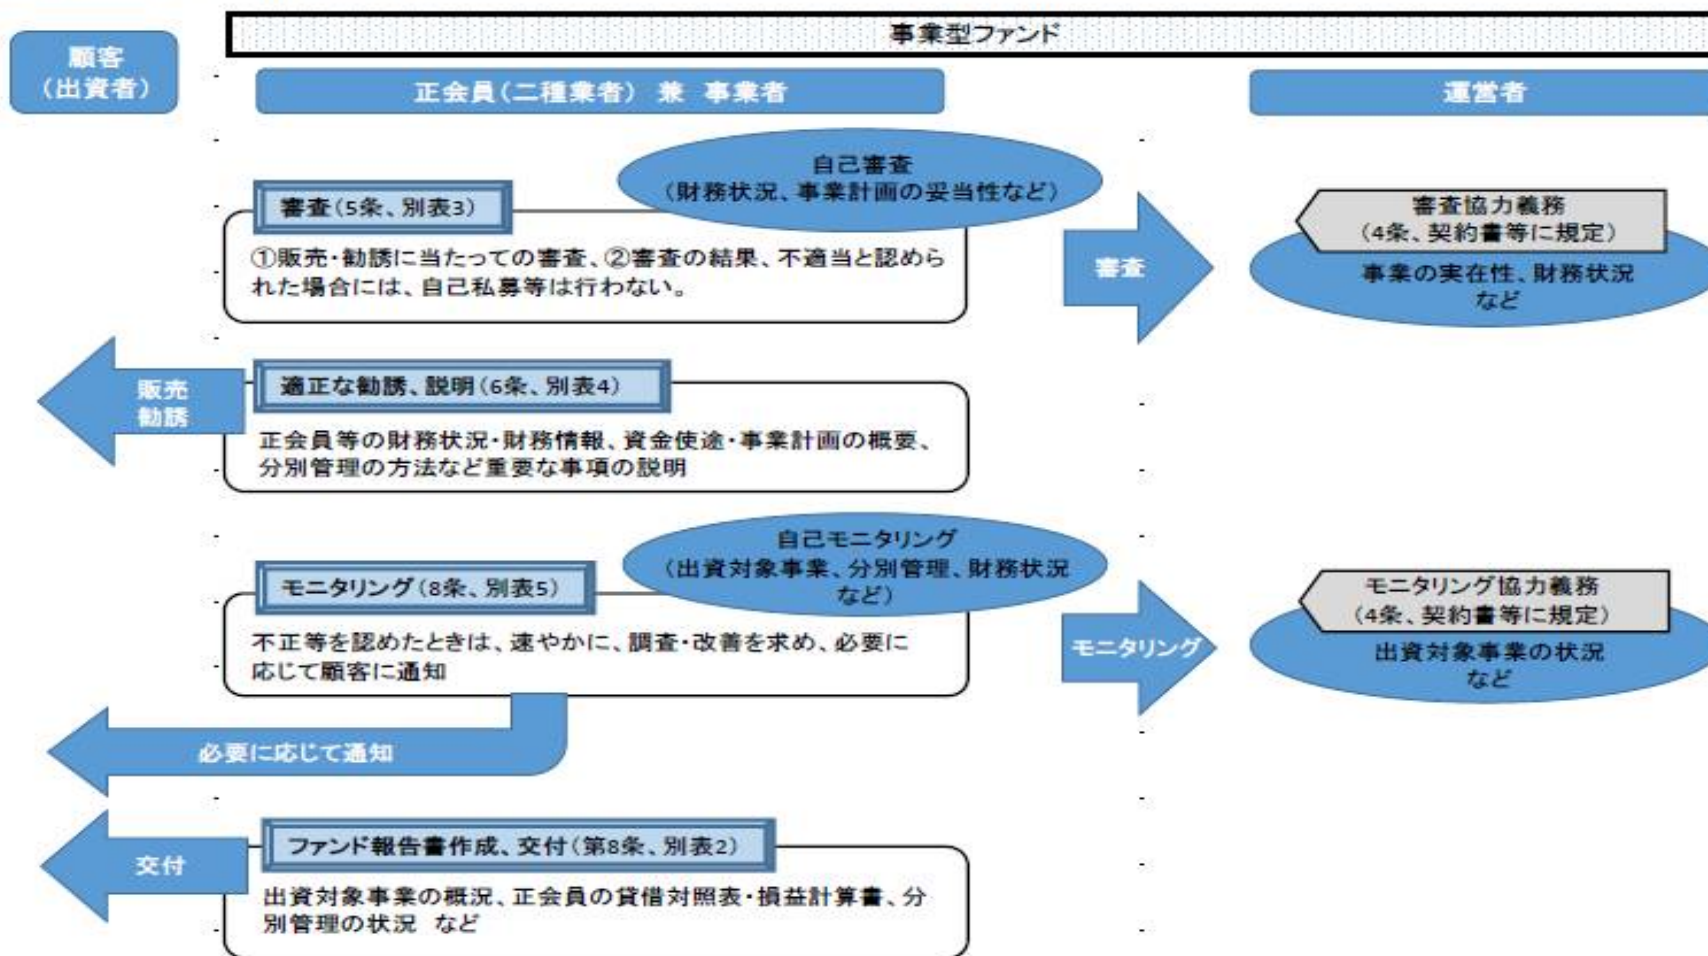 事業型ファンド
顧客
（出資者）
正会員（二種業者） 兼 事業者
運営者
自己審査
（財務状況、事業計画の妥当性など）
審査（5条、別表3）
①販売・勧誘に当たっての審査、②審査の結果、不適当と認めら
れた場合には、自己私募等は行わない。
審査
審査協力義務
（4条、契約書等に規定）
事業の実在性、財務状況
など
販売
勧誘
適正な勧誘、説明（6条、別表4）
正会員等の財務状況・財務情報、資金使途・事業計画の概要、
分別管理の方法など重要な事項の説明
自己モニタリング
（出資対象事業、分別管理、財務状況
など）
モニタリング（8条、別表5）
不正等を認めたときは、速やかに、調査・改善を求め、必要に
応じて顧客に通知
モニタリング
モニタリング協力義務
（4条、契約書等に規定）
出資対象事業の状況
など
必要に応じて通知
交付
ファンド報告書作成、交付（第8条、別表2）
出資対象事業の概況、正会員の貸借対照表・損益計算書、分
別管理の状況 など